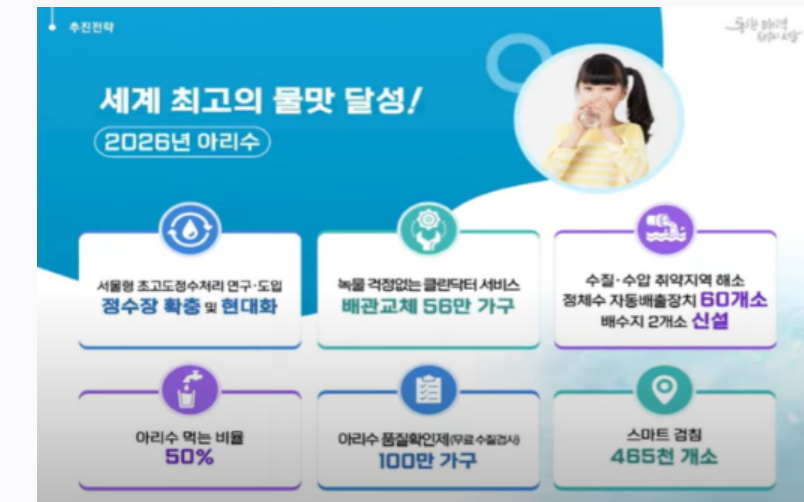 추진전략
세계 최고의 물맛 달성!
2026년 아리수
서울형 초고도정수처리 연구·도입
정수장 확충 및 현대화
녹물 걱정없는 클린닥터 서비스
배관교체 56만 가구
수질·수압 취약지역 해소
정체수 자동배출장치 60개소
배수지 2개소 신설
아리수 먹는 비율
50%
아리수 품질확인제(무료 수질검사)
100만 가구
스마트 검침
465천 개소